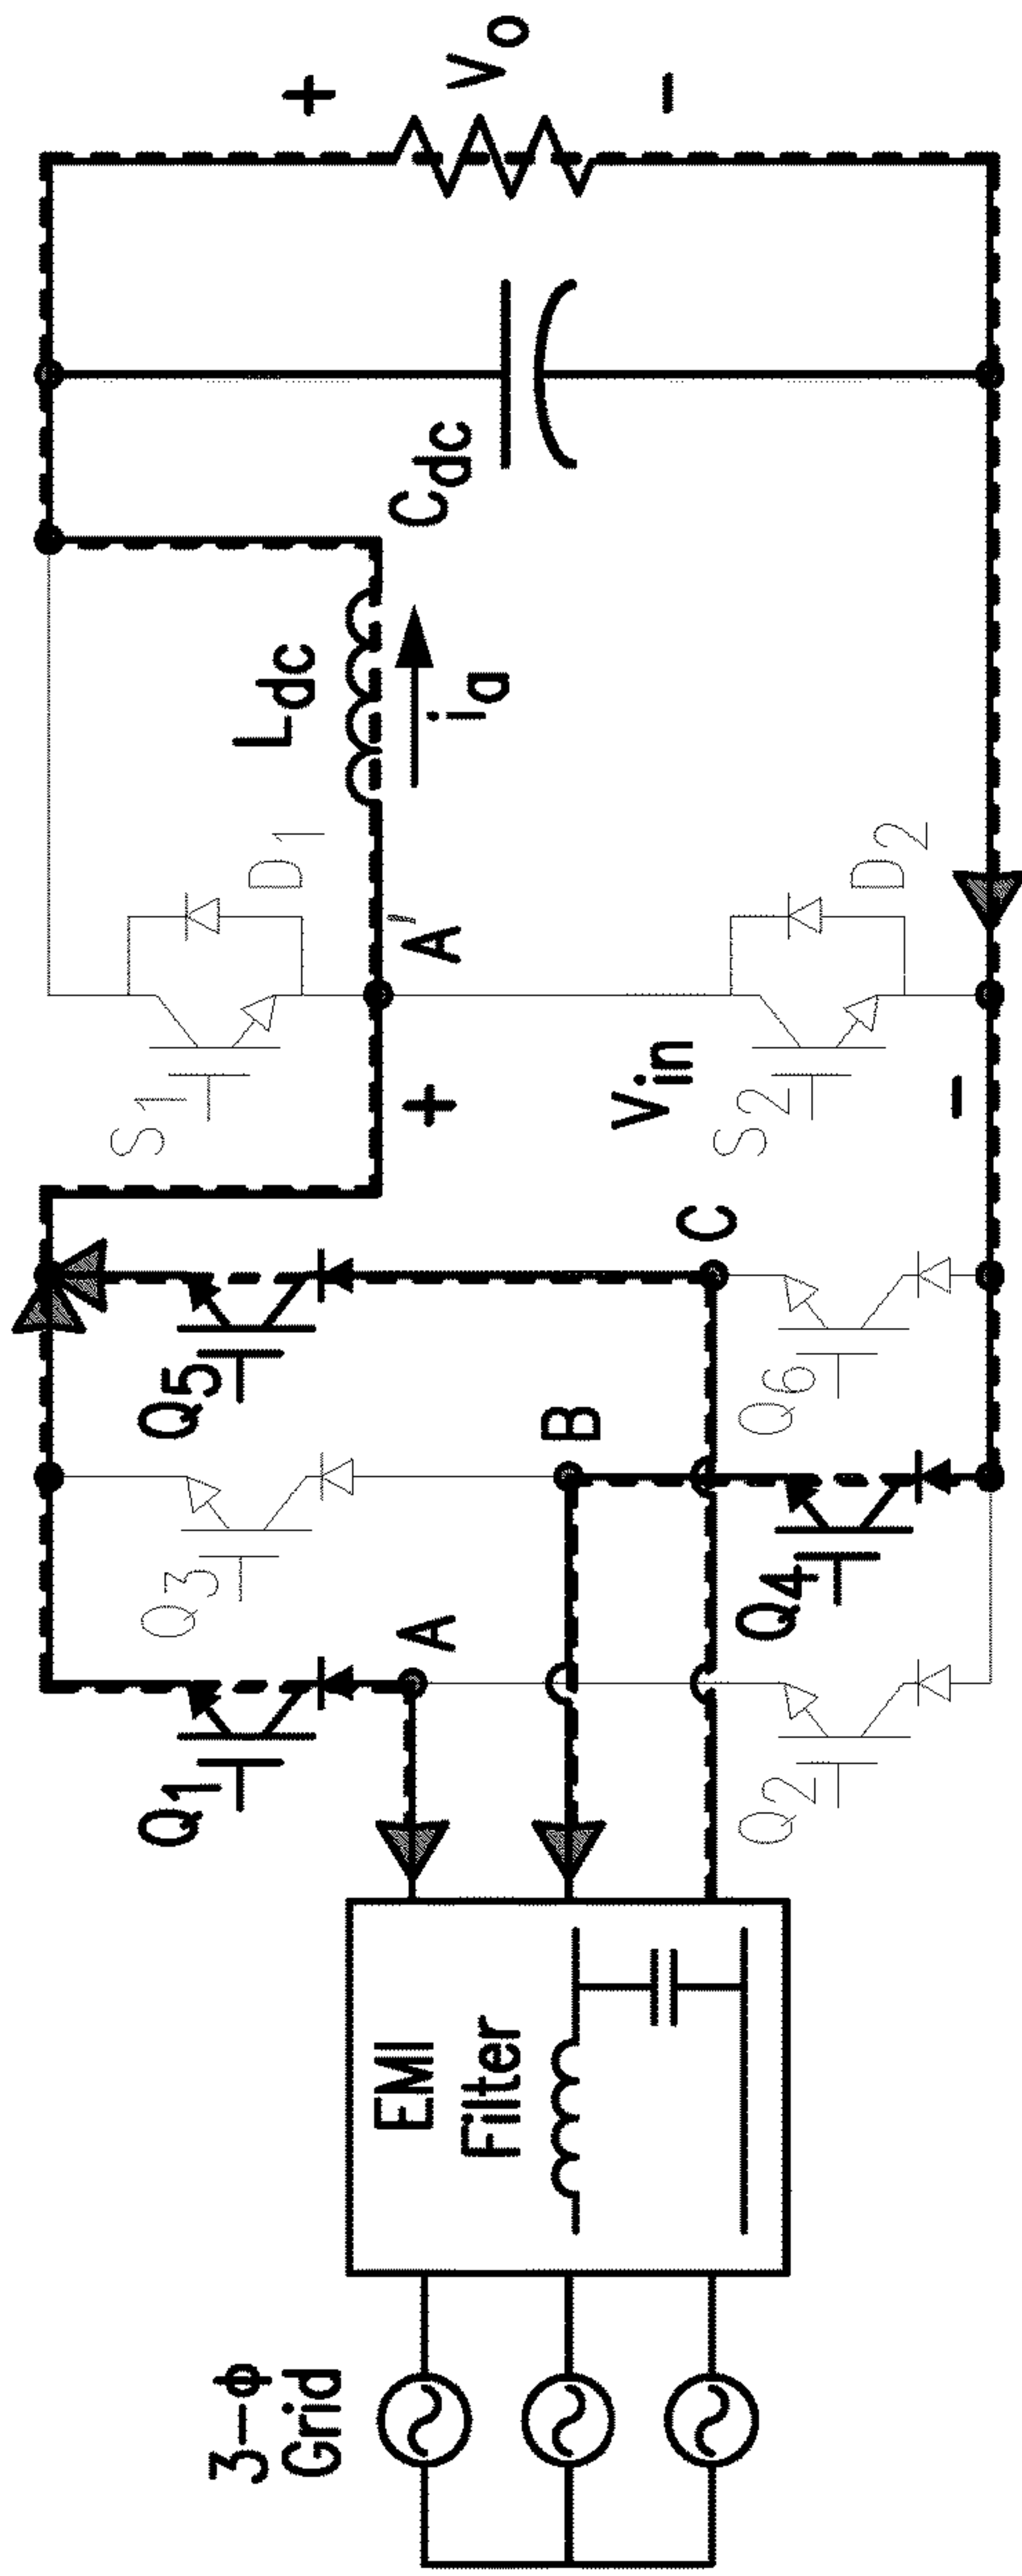 3-ϕ
Grid
EMI
Filter
Q1
Q3
Q5
A
B
C
Q2
Q4
Q6
S1
D1
A'
+
Vin
-
S2
D2
Ldc
ia
Cdc
+
Vo
-